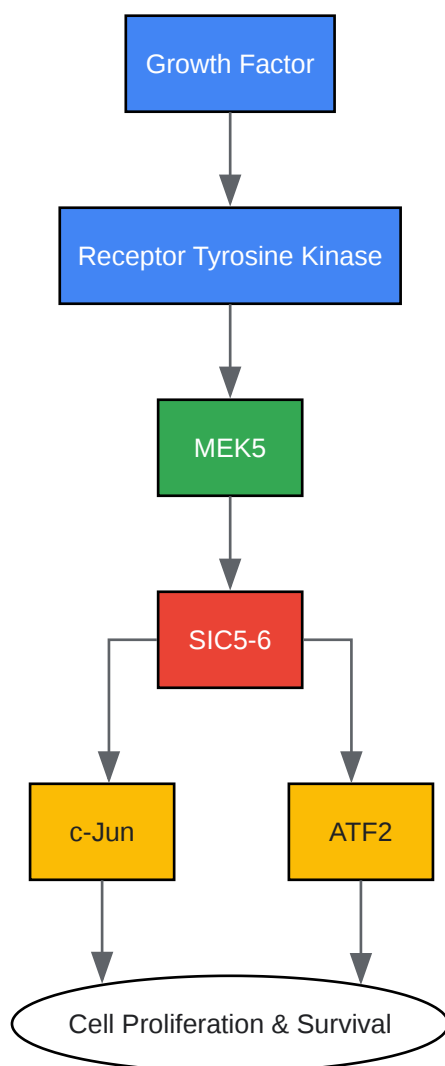 Growth Factor
Receptor Tyrosine Kinase
MEK5
SIC5-6
c-Jun
ATF2
Cell Proliferation & Survival